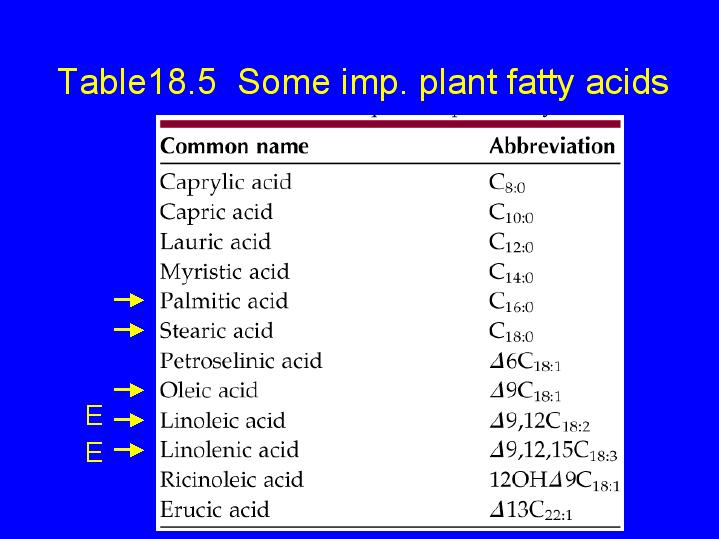 Table18.5 Some imp. plant fatty acids
Common name Abbreviation
Caprylic acid C8:0
Capric acid C10:0
Lauric acid C12:0
Myristic acid C14:0
Palmitic acid C16:0
Stearic acid C18:0
Petroselinic acid Δ6C18:1
Oleic acid Δ9C18:1
E Linoleic acid Δ9,12C18:2
E Linolenic acid Δ9,12,15C18:3
Ricinoleic acid 12OHΔ9C18:1
Erucic acid Δ13C22:1